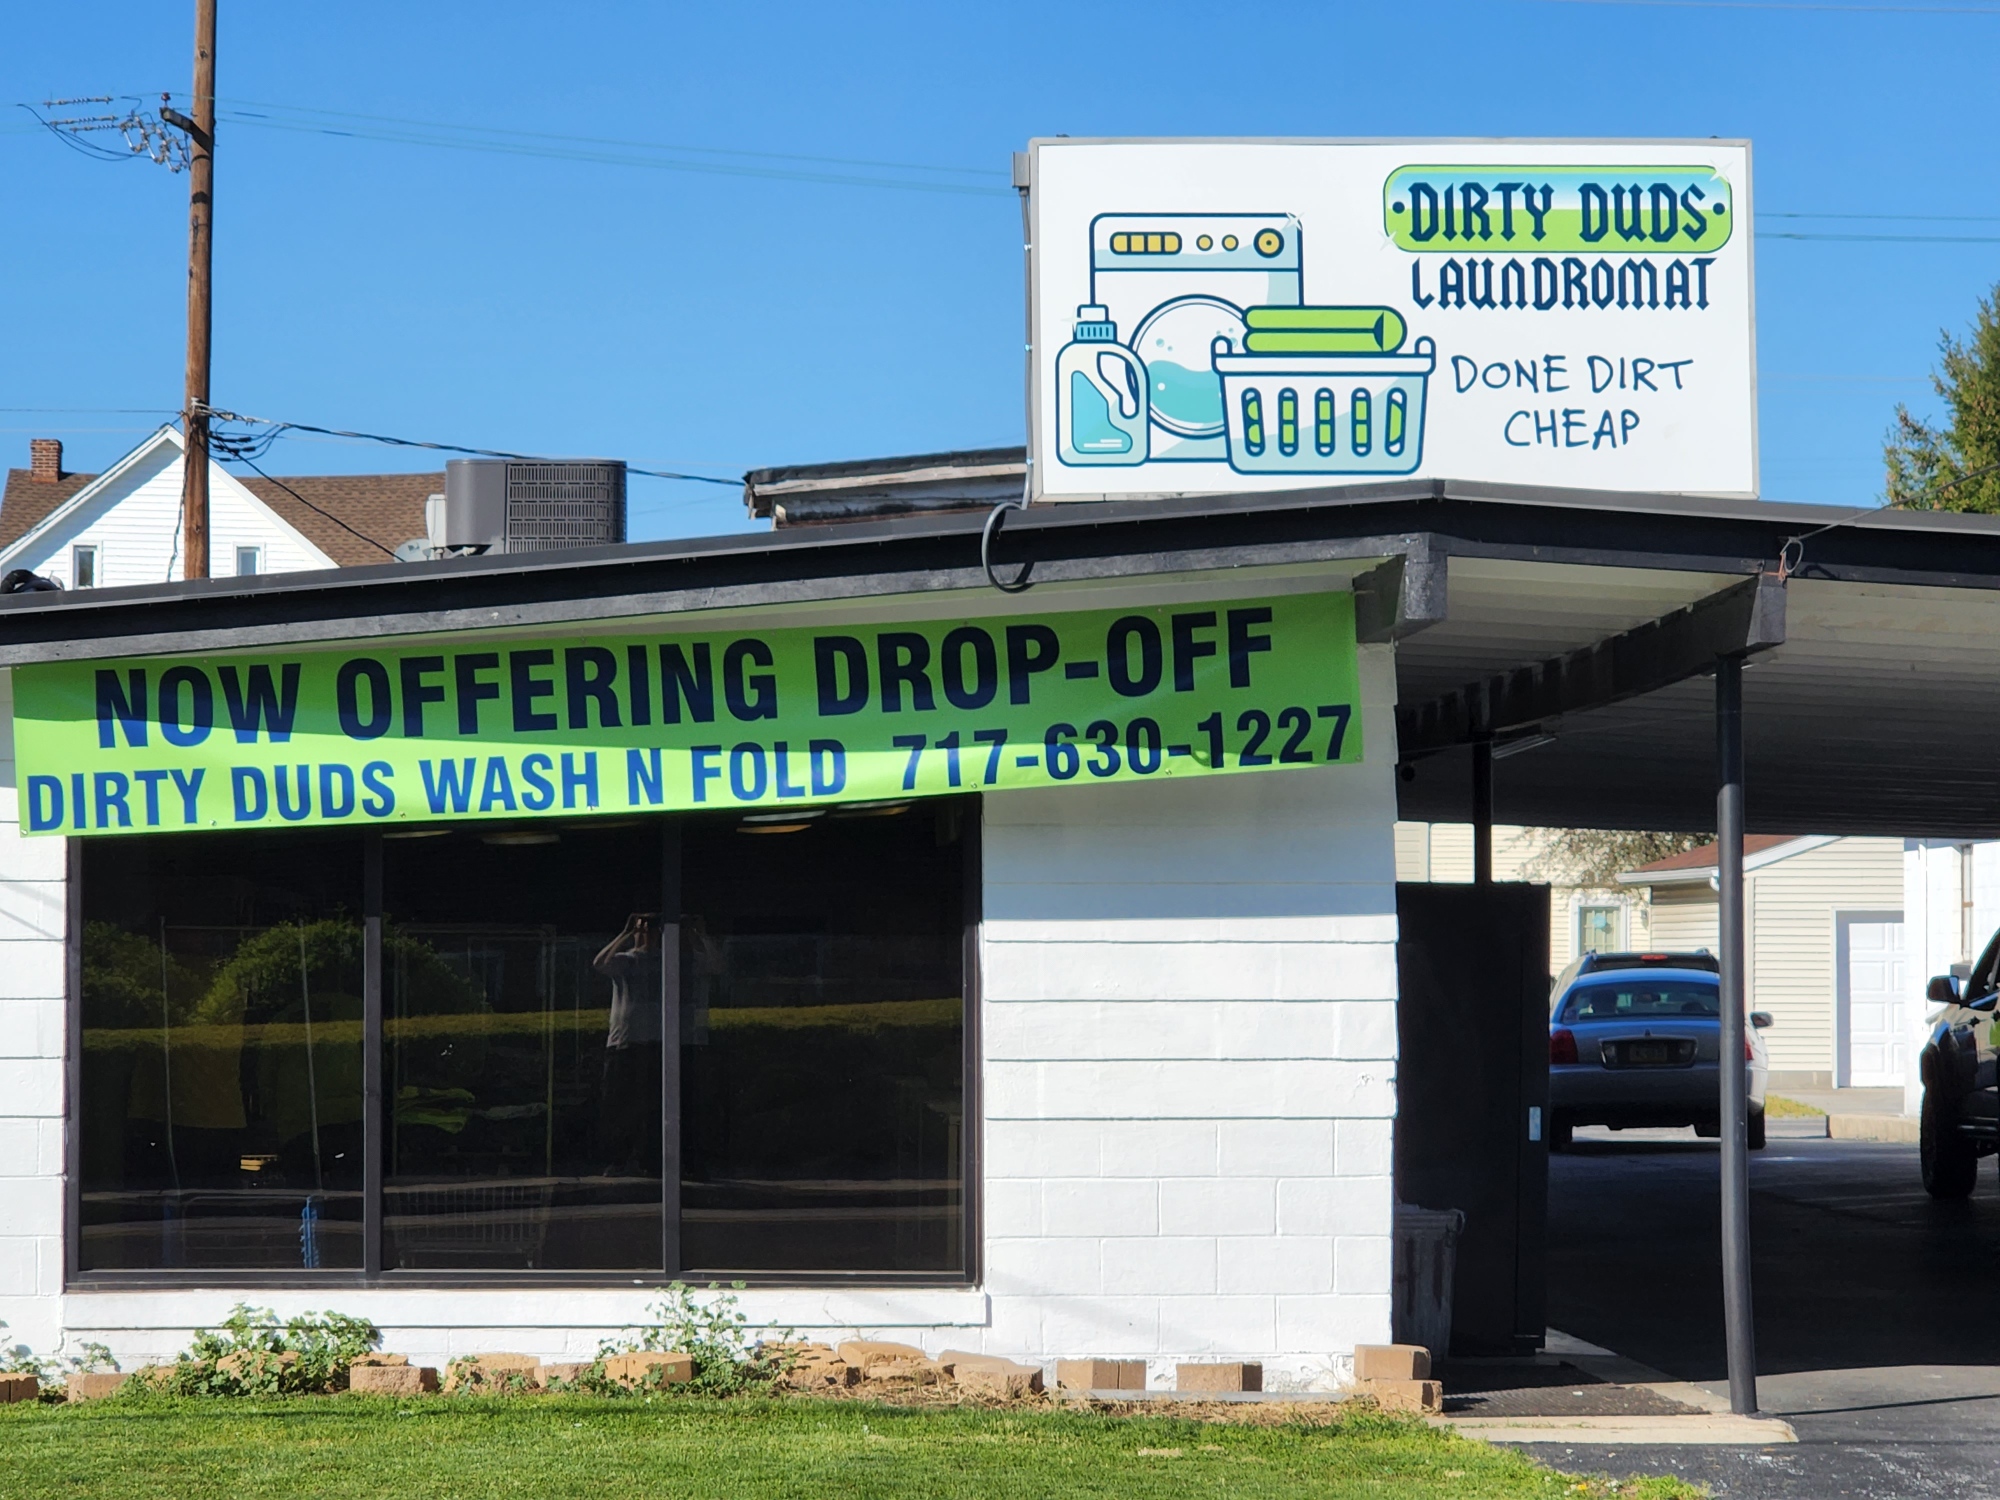 ·DIRTY DUDS·
LAUNDROMAT
DONE DIRT
CHEAP
NOW OFFERING DROP-OFF
DIRTY DUDS WASH N FOLD 717-630-1227